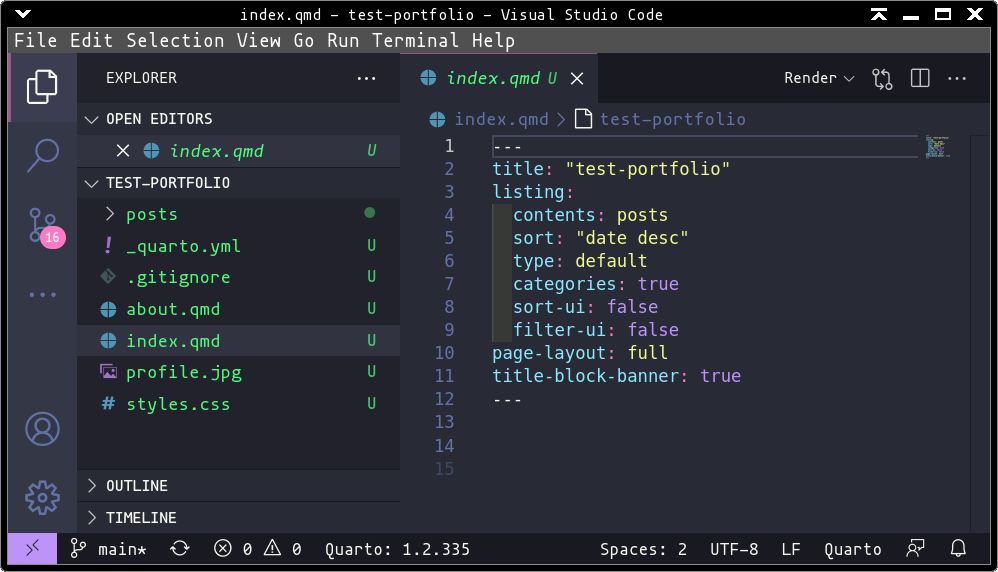 index.qmd - test-portfolio - Visual Studio Code
File Edit Selection View Go Run Terminal Help
EXPLORER
OPEN EDITORS
index.qmd U
TEST-PORTFOLIO
posts
! _quarto.yml U
.gitignore U
about.qmd U
index.qmd U
profile.jpg U
# styles.css U
OUTLINE
TIMELINE
16
index.qmd U
Render
index.qmd > test-portfolio
1 ---
2 title: "test-portfolio"
3 listing:
4 contents: posts
5 sort: "date desc"
6 type: default
7 categories: true
8 sort-ui: false
9 filter-ui: false
10 page-layout: full
11 title-block-banner: true
12 ---
13
14
15
main* 0 0 Quarto: 1.2.335 Spaces: 2 UTF-8 LF Quarto